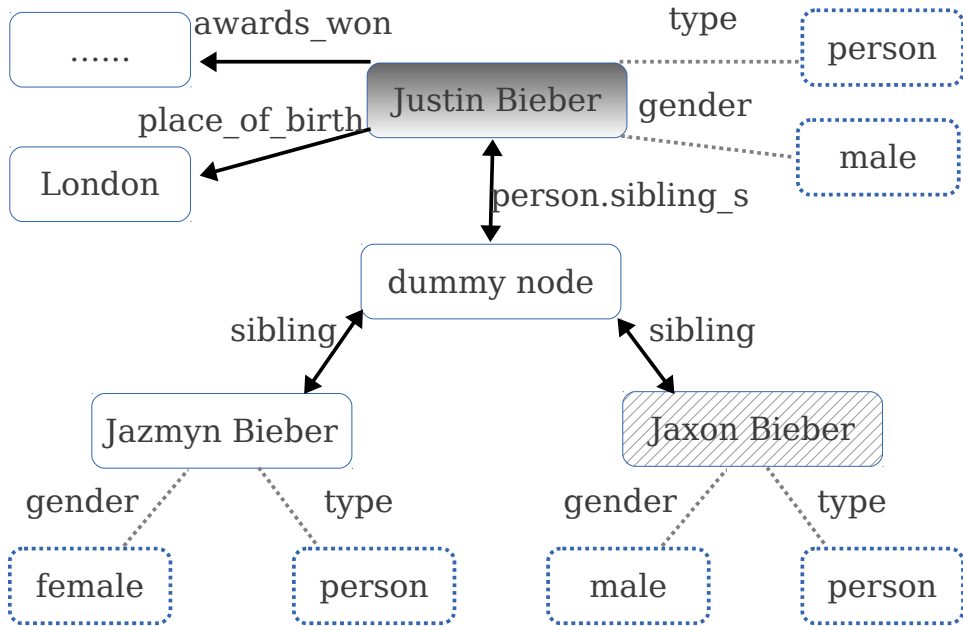 awards_won
type
......
person
Justin Bieber
gender
place_of_birth
male
London
person.sibling_s
dummy node
sibling
sibling
Jazmyn Bieber
Jaxon Bieber
gender
type
gender
type
female
person
male
person